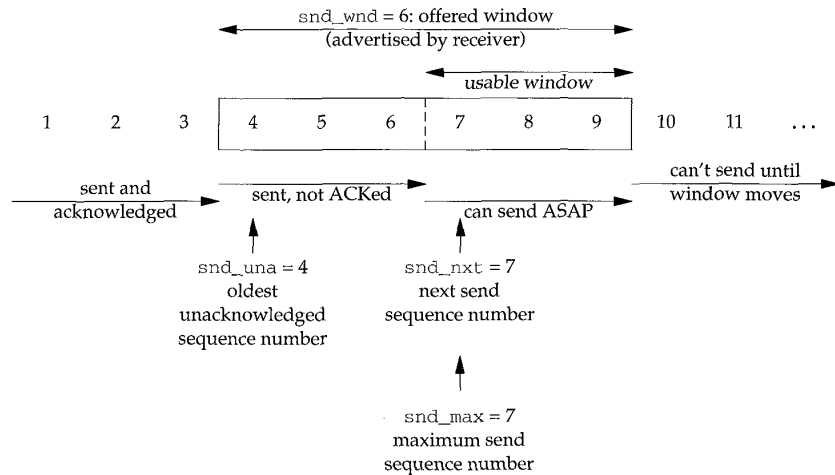 snd_wnd = 6: offered window
(advertised by receiver)
usable window
1 2 3 4 5 6 7 8 9 10 11 ...
sent and
acknowledged
sent, not ACKed
can send ASAP
can't send until
window moves
snd_una = 4
oldest
unacknowledged
sequence number
snd_nxt = 7
next send
sequence number
snd_max = 7
maximum send
sequence number